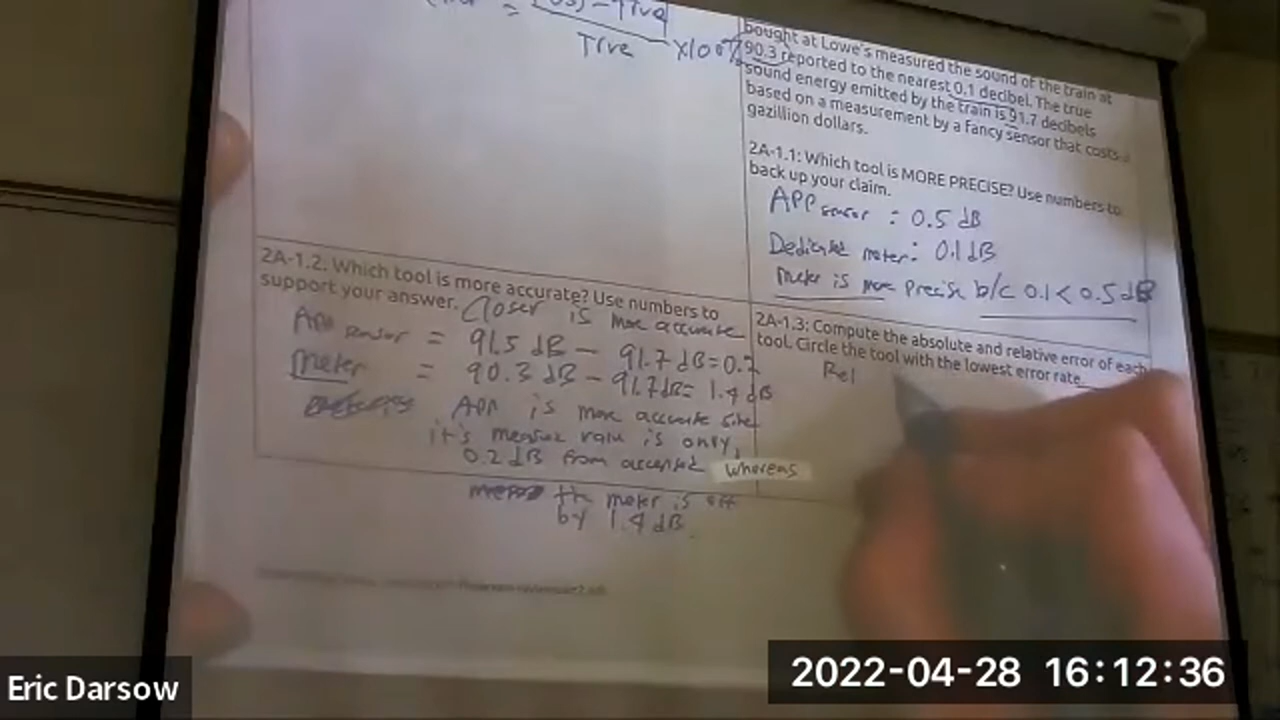 True
True x100%
bought at Lowe's measured the sound of the train at
90.3 reported to the nearest 0.1 decibel. The true
sound energy emitted by the train is 91.7 decibels
based on a measurement by a fancy sensor that costs a
gazillion dollars.
2A-1.1: Which tool is MORE PRECISE? Use numbers to
back up your claim.
APP sensor : 0.5 dB
Dedicated meter: 0.1 dB
meter is more precise b/c 0.1 < 0.5 dB
2A-1.2: Which tool is more accurate? Use numbers to
support your answer. Closer is more accurate
App sensor = 91.5 dB - 91.7 dB = 0.2
meter = 90.3 dB - 91.7 dB = 1.4 dB
App is more accurate
it's measure is only
0.2 dB from accepted whereas
the meter is off
by 1.4 dB.
2A-1.3: Compute the absolute and relative error of each
tool. Circle the tool with the lowest error rate.
Rel
Eric Darsow
2022-04-28 16:12:36